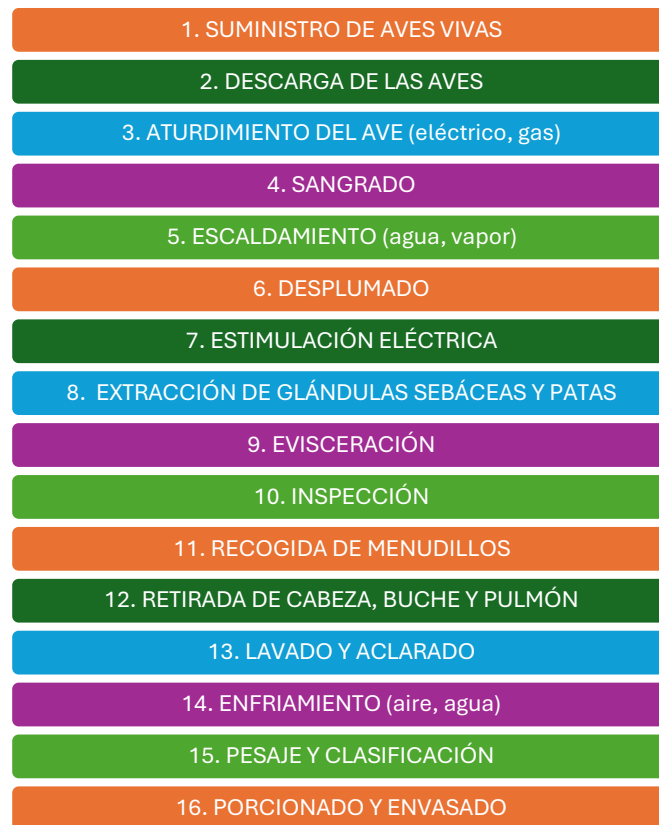 1. SUMINISTRO DE AVES VIVAS
2. DESCARGA DE LAS AVES
3. ATURDIMIENTO DEL AVE (eléctrico, gas)
4. SANGRADO
5. ESCALDAMIENTO (agua, vapor)
6. DESPLUMADO
7. ESTIMULACIÓN ELÉCTRICA
8. EXTRACCIÓN DE GLÁNDULAS SEBÁCEAS Y PATAS
9. EVISCERACIÓN
10. INSPECCIÓN
11. RECOGIDA DE MENUDILLOS
12. RETIRADA DE CABEZA, BUCHE Y PULMÓN
13. LAVADO Y ACLARADO
14. ENFRIAMIENTO (aire, agua)
15. PESAJE Y CLASIFICACIÓN
16. PORCIONADO Y ENVASADO